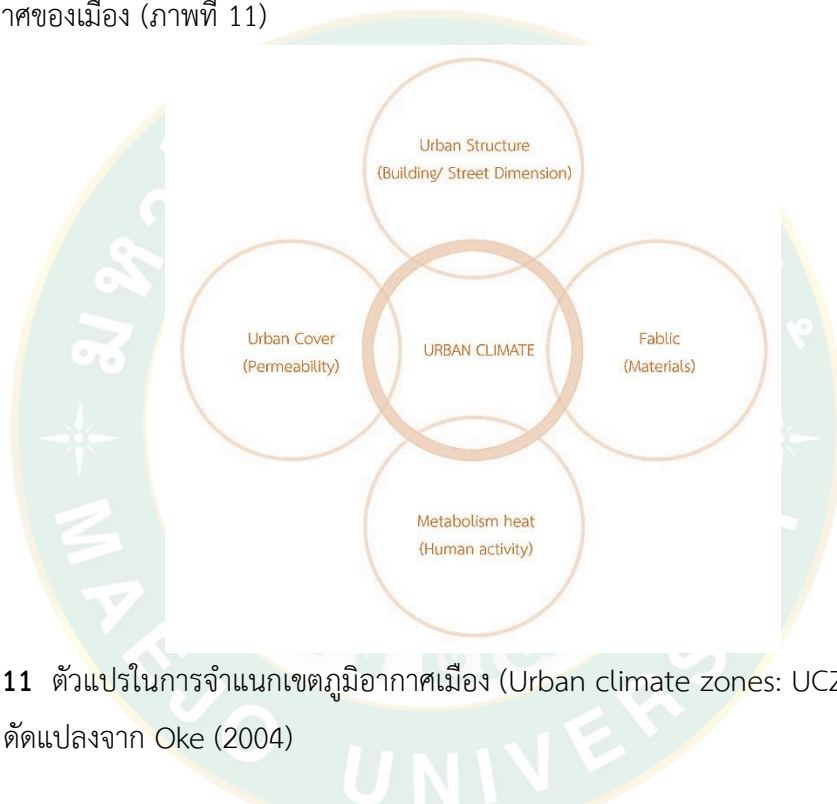 าศของเมือง (ภาพที่ 11)
Urban Structure
(Building/ Street Dimension)
Urban Cover
(Permeability)
URBAN CLIMATE
Fablic
(Materials)
Metabolism heat
(Human activity)
11 ตัวแปรในการจำแนกเขตภูมิอากาศเมือง (Urban climate zones: UCZ
ดัดแปลงจาก Oke (2004)
MAEJO UNIVERS